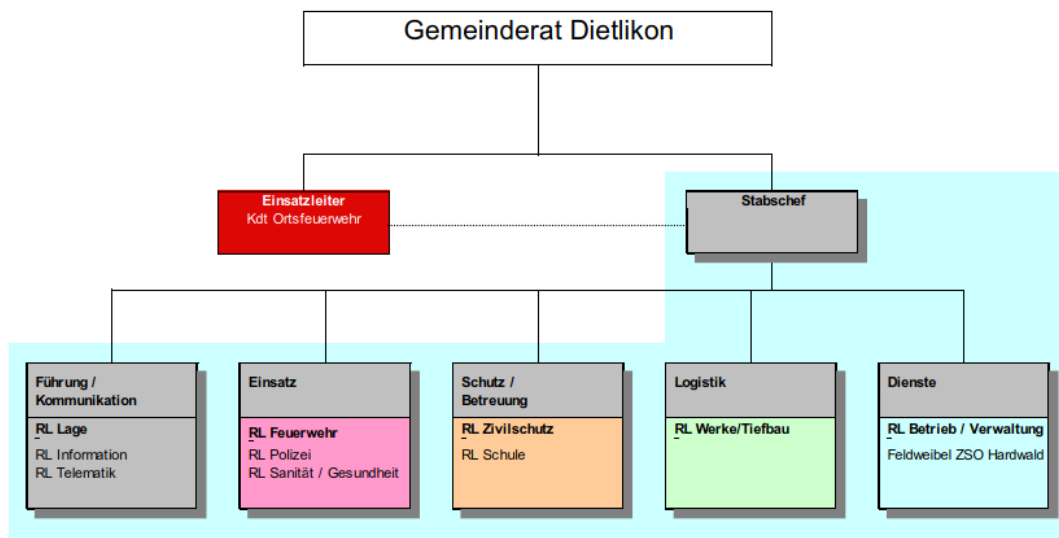 Gemeinderat Dietlikon
Einsatzleiter
Kdt Ortsfeuerwehr
Stabschef
Führung /
Kommunikation
RL Lage
RL Information
RL Telematik
Einsatz
RL Feuerwehr
RL Polizei
RL Sanität / Gesundheit
Schutz /
Betreuung
RL Zivilschutz
RL Schule
Logistik
RL Werke/Tiefbau
Dienste
RL Betrieb / Verwaltung
Feldweibel ZSO Hardwald